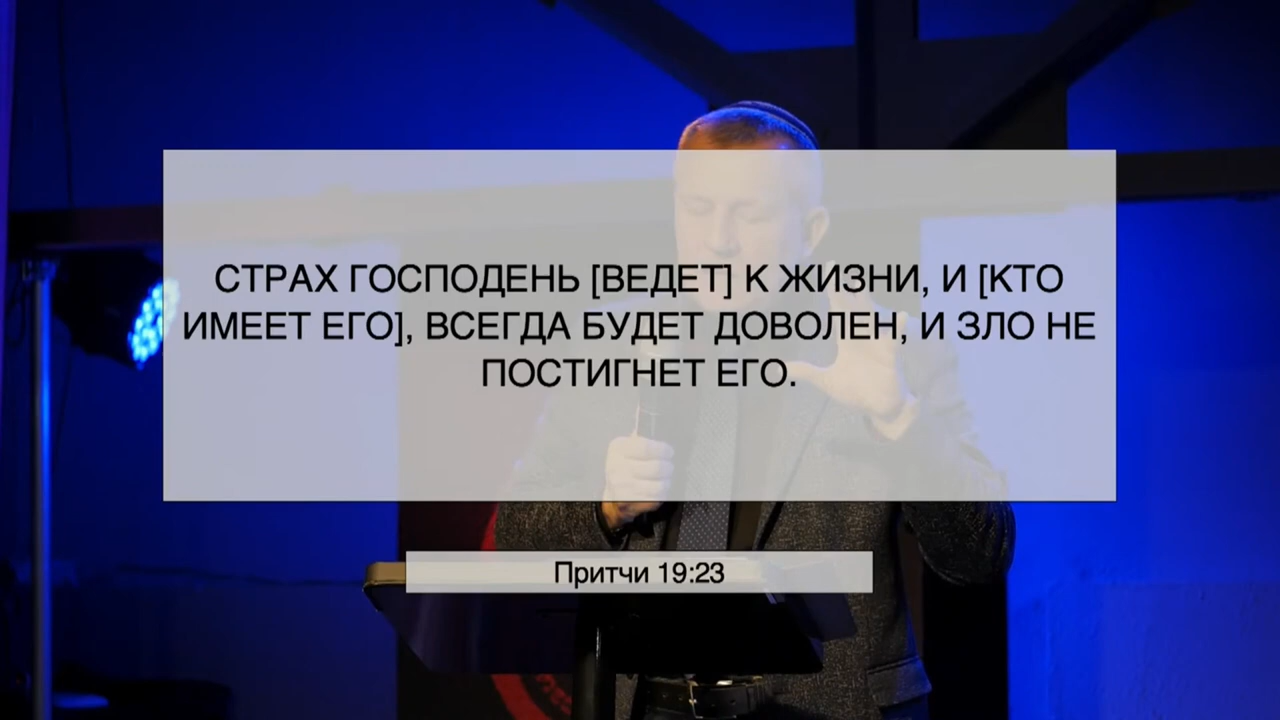 СТРАХ ГОСПОДЕНЬ [ВЕДЕТ] К ЖИЗНИ, И [КТО
ИМЕЕТ ЕГО], ВСЕГДА БУДЕТ ДОВОЛЕН, И ЗЛО НЕ
ПОСТИГНЕТ ЕГО.
Притчи 19:23